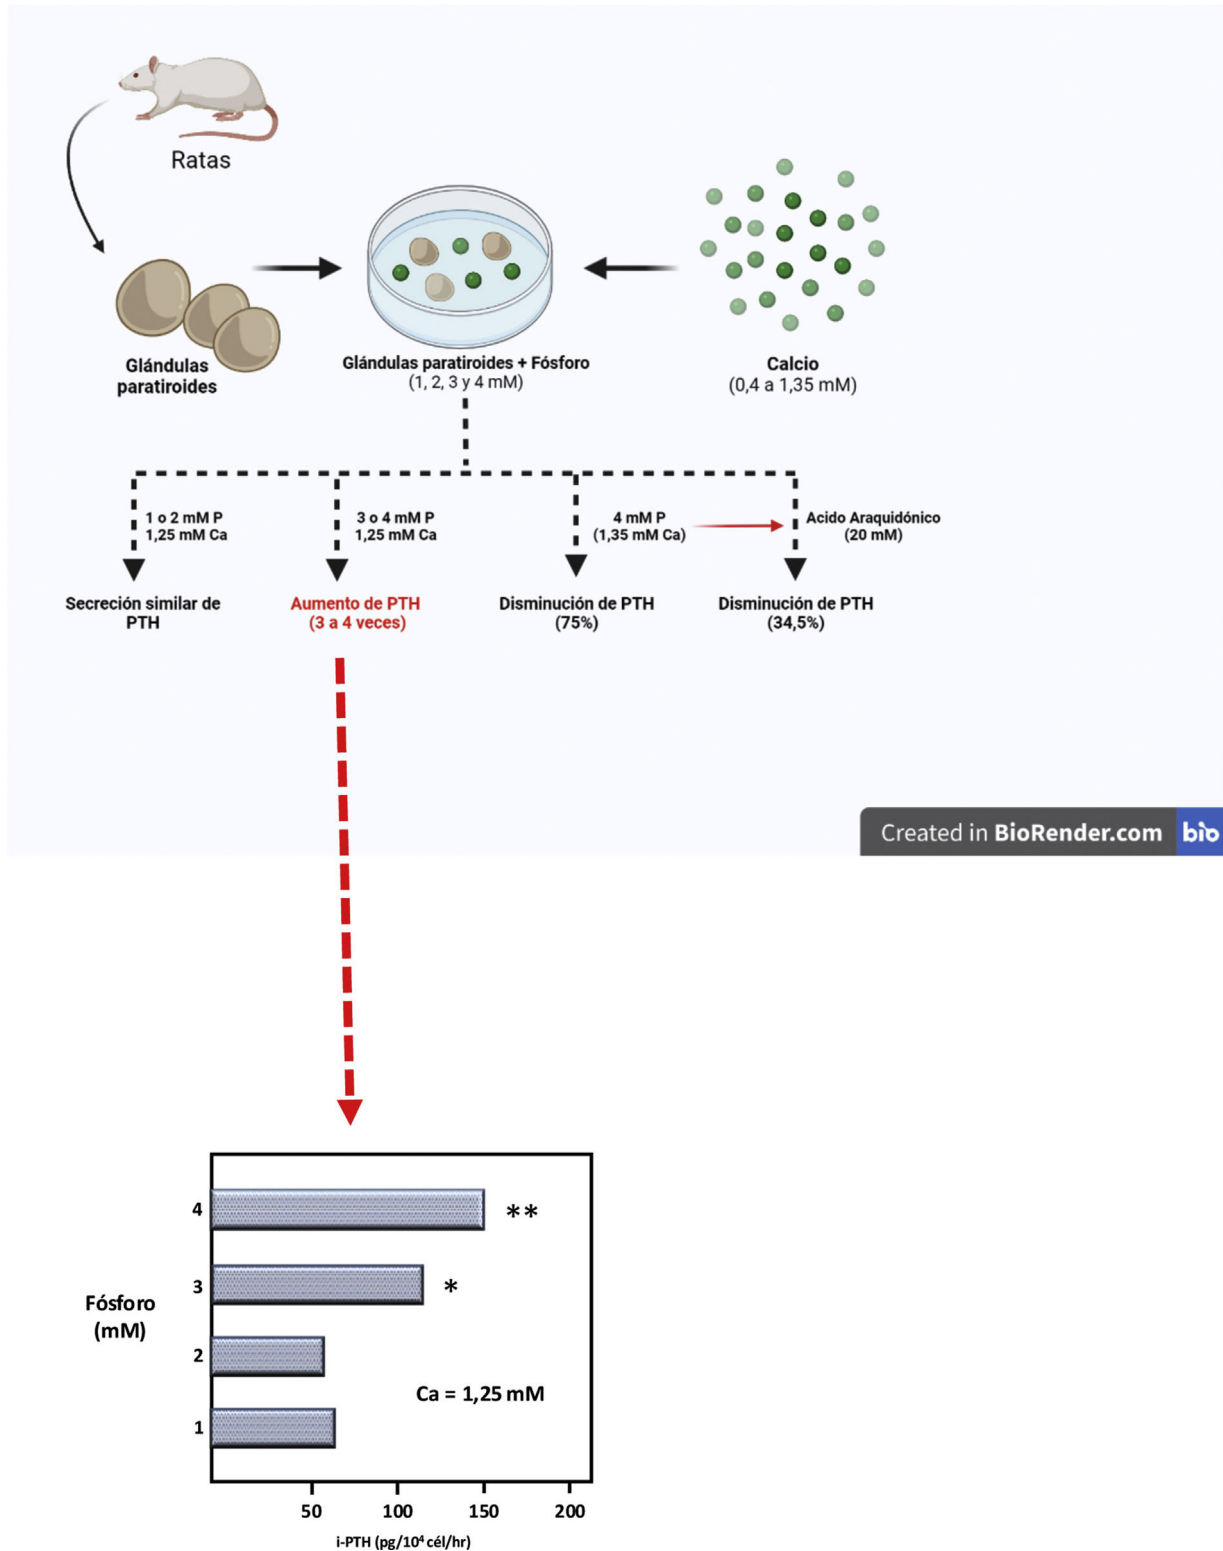 Ratas
Glándulas
paratiroides
Glándulas paratiroides + Fósforo
(1, 2, 3 y 4 mM)
Calcio
(0,4 a 1,35 mM)
1 o 2 mM P
1,25 mM Ca
3 o 4 mM P
1,25 mM Ca
4 mM P
(1,35 mM Ca)
Acido Araquidónico
(20 mM)
Secreción similar de
PTH
Aumento de PTH
(3 a 4 veces)
Disminución de PTH
(75%)
Disminución de PTH
(34,5%)
Created in BioRender.com bio
4 **
3 *
Fósforo
(mM)
2
Ca = 1,25 mM
1
50 100 150 200
i-PTH (pg/10⁴ cél/hr)